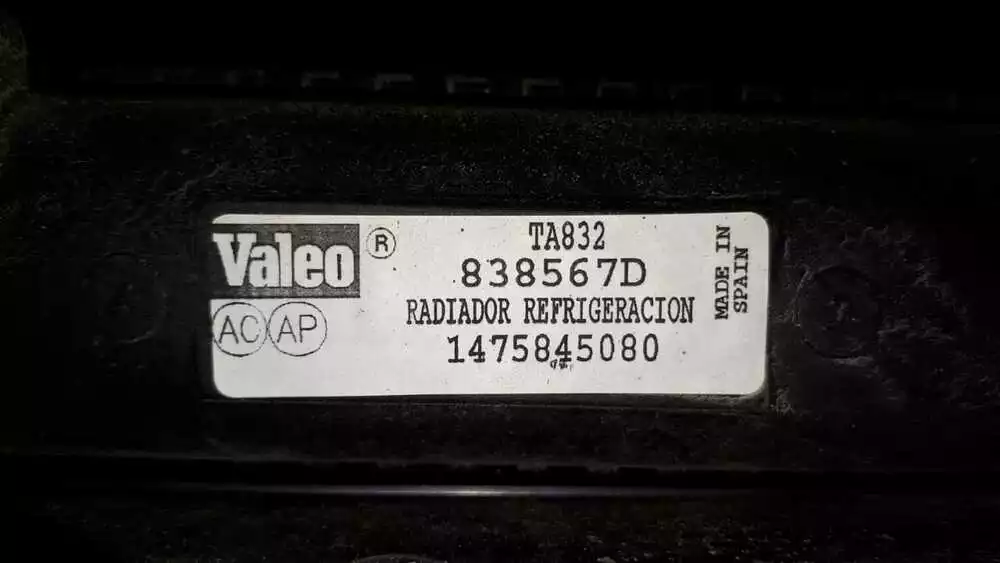 Valeo ®
AC AP
TA832
838567D
RADIADOR REFRIGERACION
1475845080
MADE IN
SPAIN